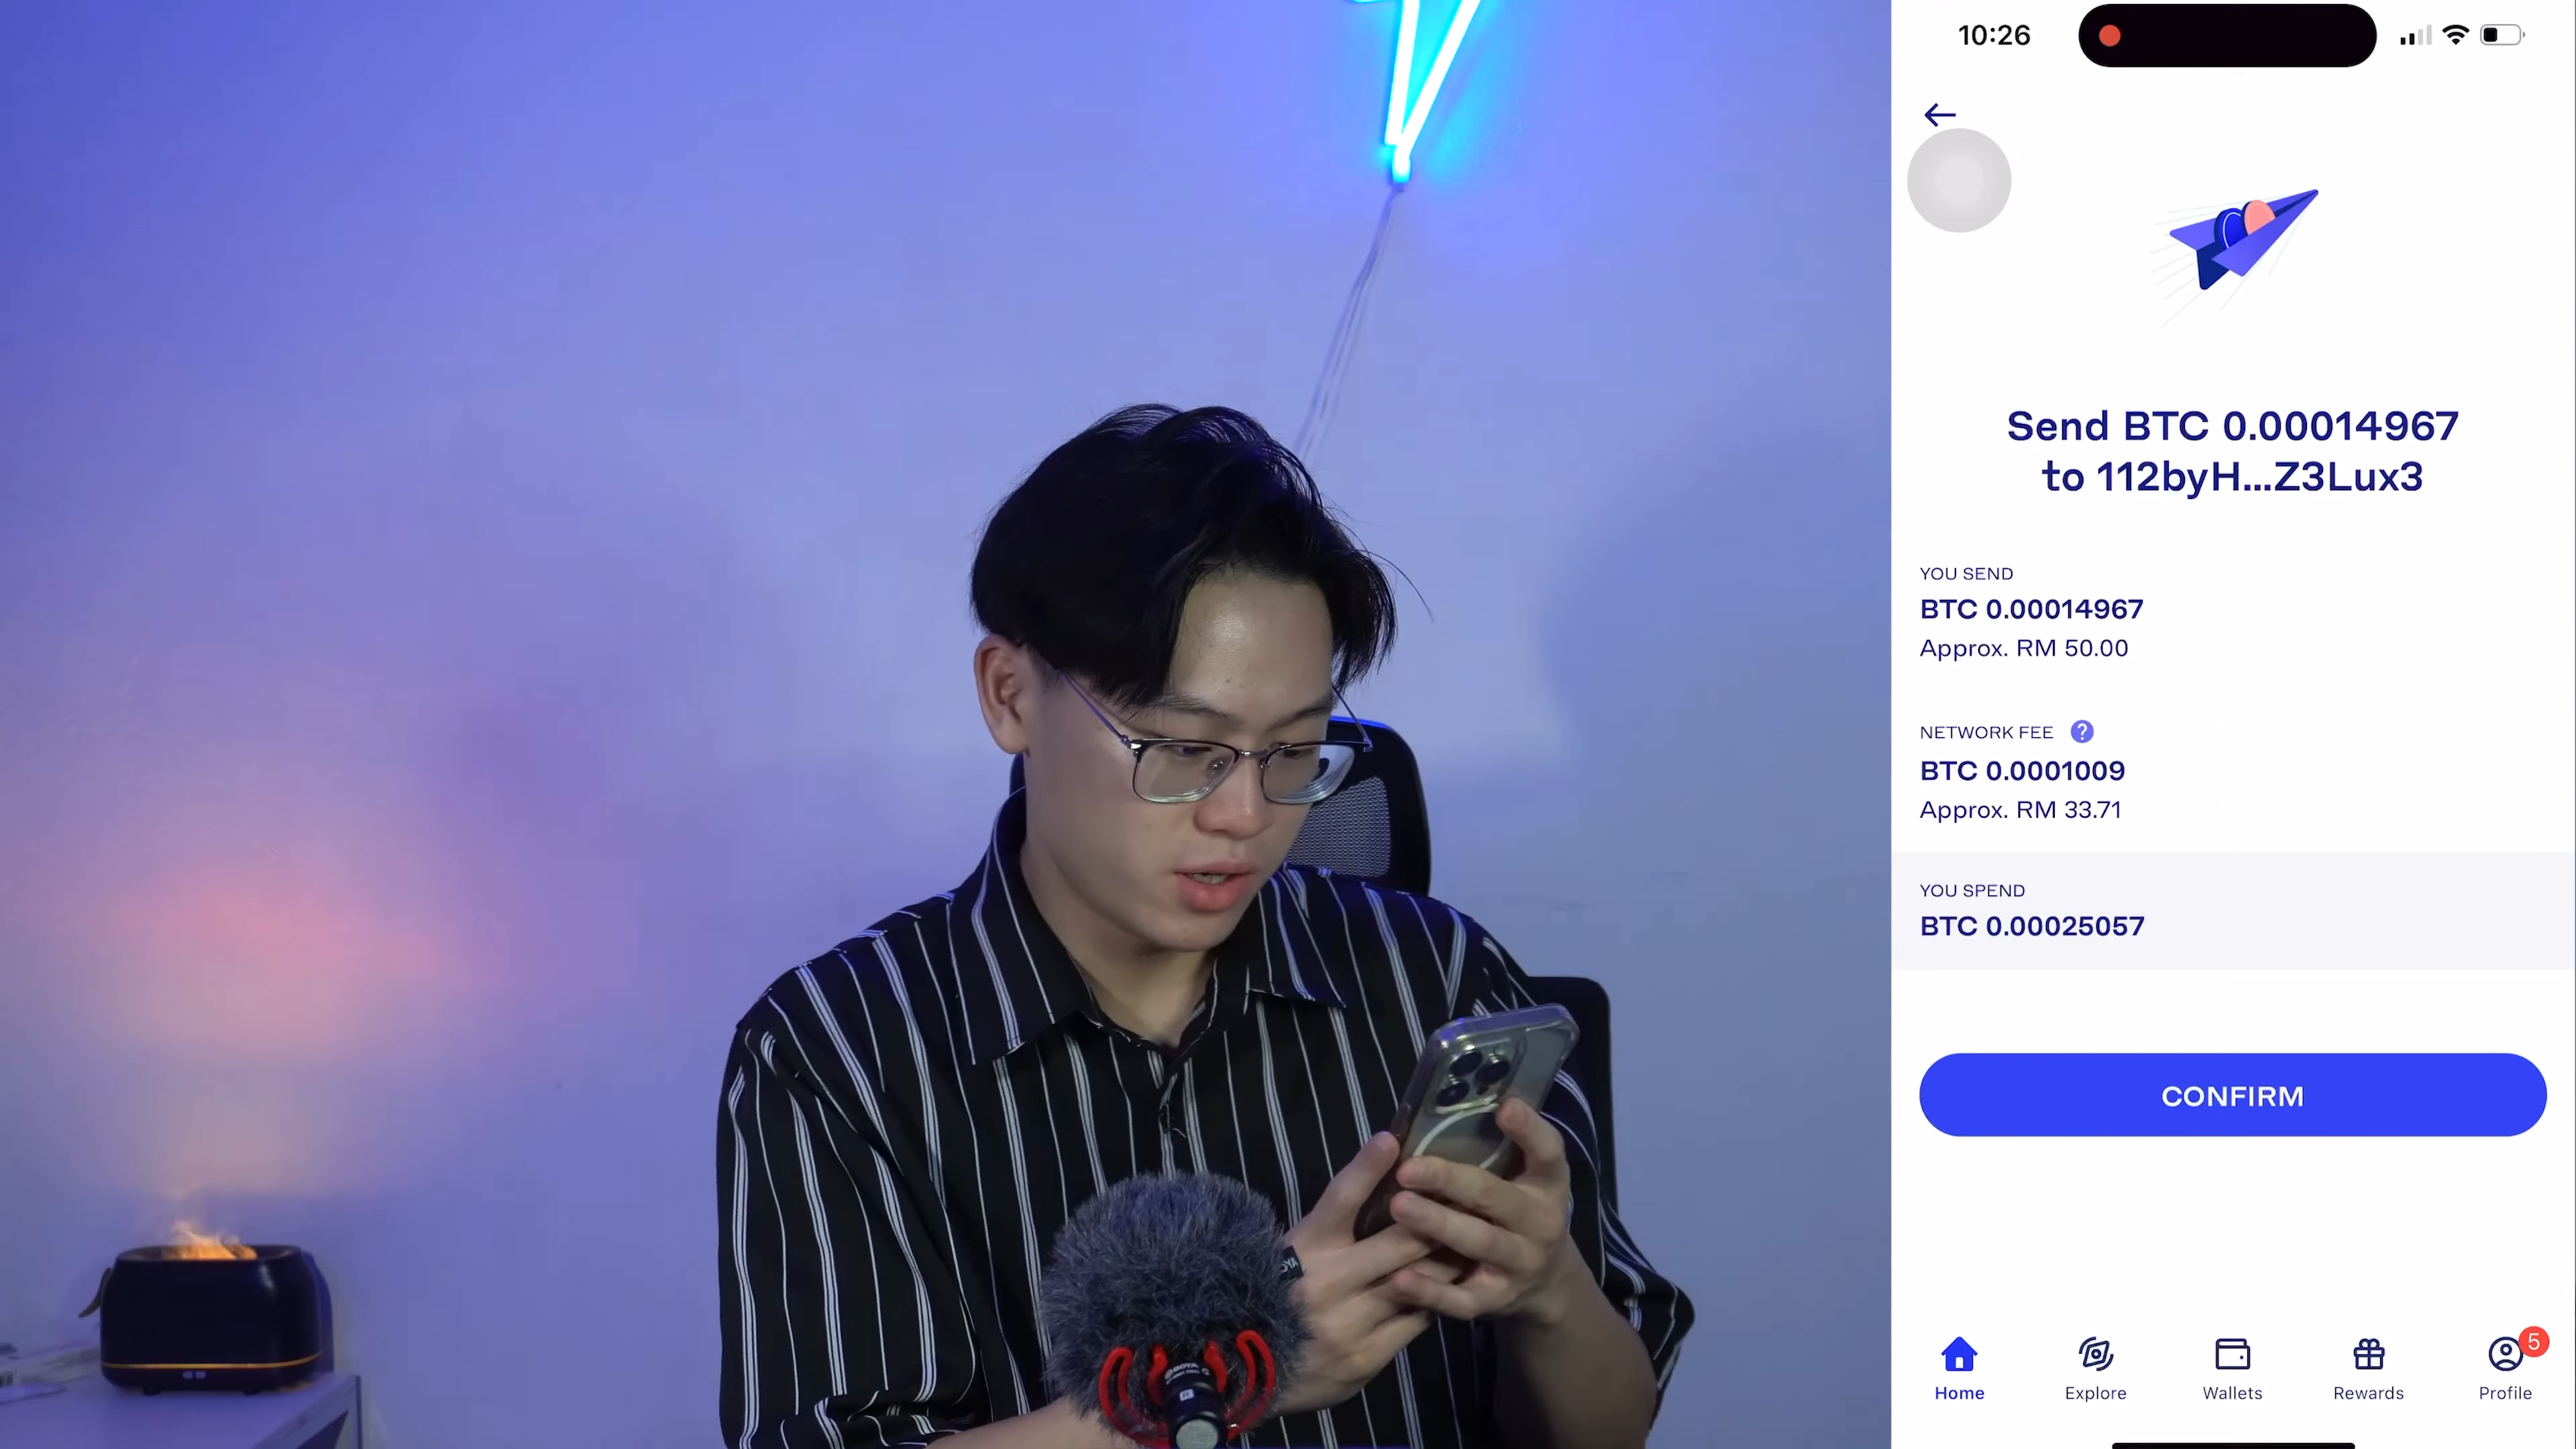 10:26
Send BTC 0.00014967
to 112byH...Z3Lux3
YOU SEND
BTC 0.00014967
Approx. RM 50.00
NETWORK FEE ?
BTC 0.0001009
Approx. RM 33.71
YOU SPEND
BTC 0.00025057
CONFIRM
5
Home
Explore
Wallets
Rewards
Profile
BOYA